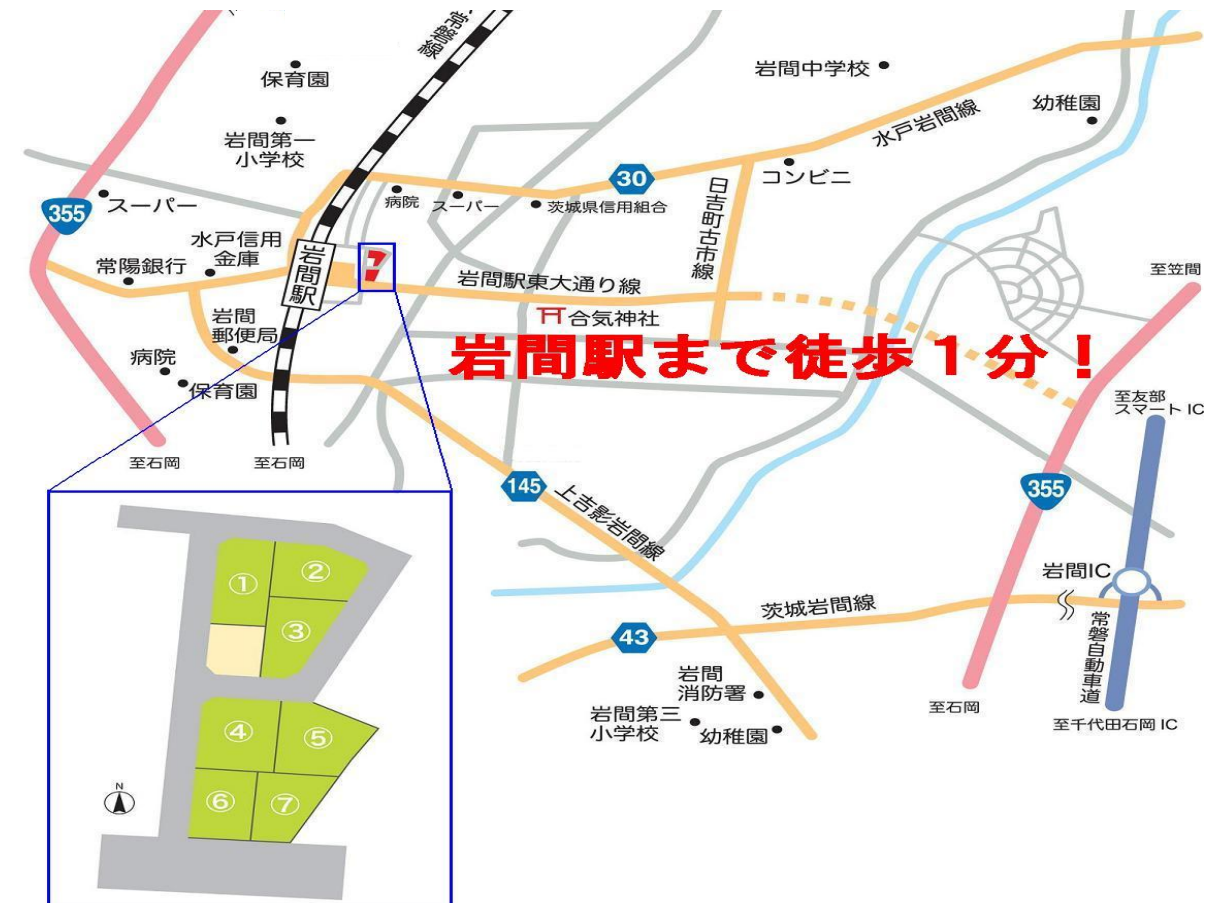 常磐線
保育園
岩間中学校
幼稚園
岩間第一
小学校
水戸岩間線
コンビニ
30
病院
スーパー
茨城県信用組合
日吉町古市線
スーパー
355
水戸信用
金庫
常陽銀行
岩間駅
岩間駅東大通り線
至笠間
合気神社
岩間
郵便局
岩間駅まで徒歩1分!
病院
保育園
至友部
スマートIC
至石岡
至石岡
145
上吉影岩間線
355
岩間IC
茨城岩間線
43
常磐自動車道
岩間
消防署
岩間第三
小学校
幼稚園
至石岡
至千代田石岡IC
①
②
③
④
⑤
⑥
⑦
N